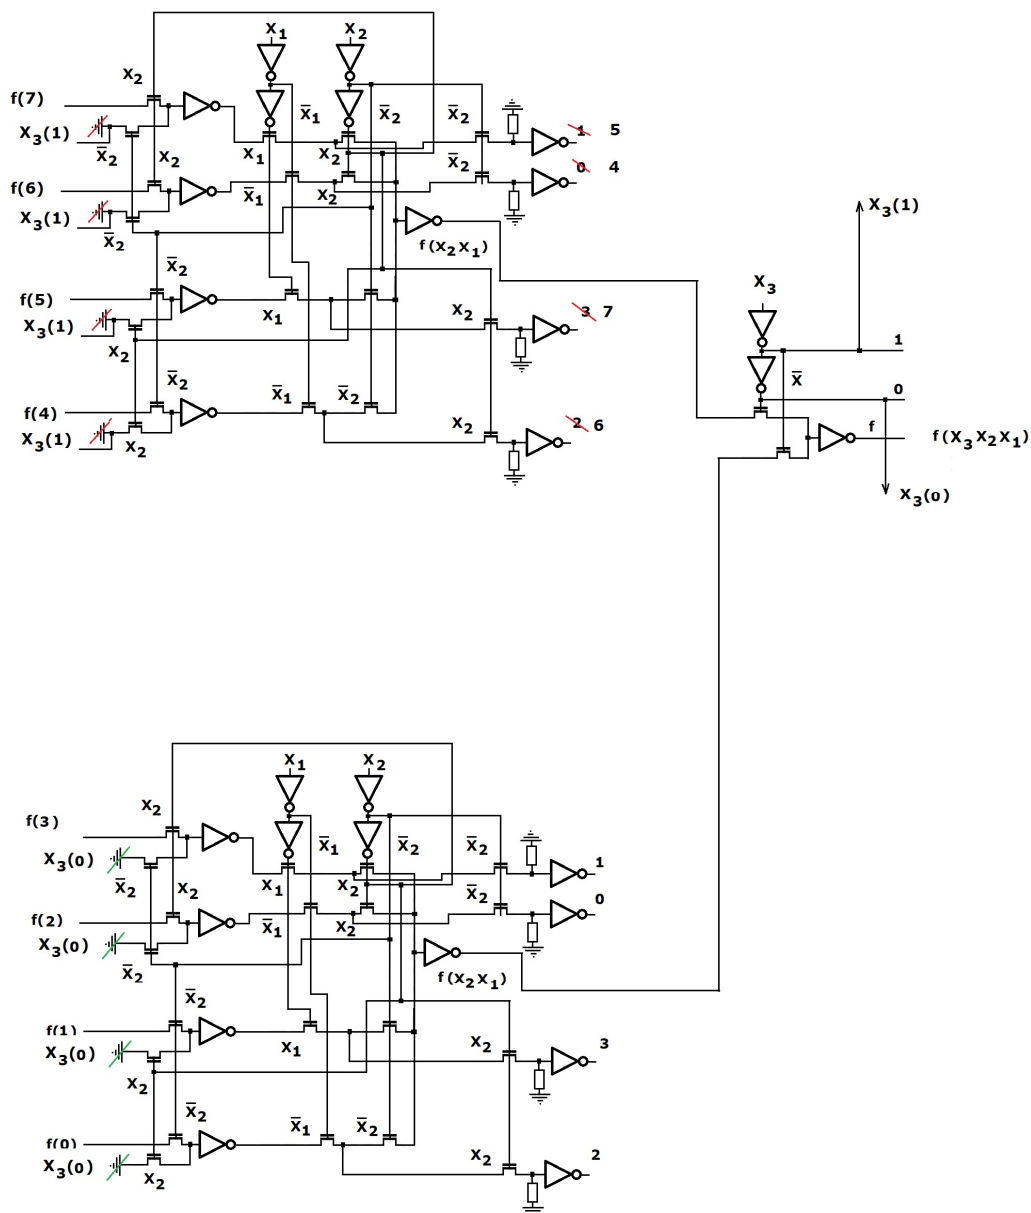 X₁ X₂
X₂
f(7)
X̅₁ X̅₂ X̅₂
X₃(1)
1 5
X̅₂ X₂ X₁ X₂ X̅₂
0 4
f(6)
X̅₁ X₂
X₃(1)
X₃(1)
X̅₂
f(X₂X₁)
X̅₂
X₃
f(5)
X₁ X₂ 3 7
X₃(1)
1
X₂
X̅
X̅₂ X̅₁ X̅₂
0
f(4)
X₂ 2 6
f f(X₃X₂X₁)
X₃(1)
X₂
X₃(0)
X₁ X₂
X₂
f(3)
X̅₁ X̅₂ X̅₂
X₃(0)
1
X̅₂ X₂ X₁ X₂ X̅₂
0
f(2)
X̅₁ X₂
X₃(0)
X̅₂
f(X₂X₁)
X̅₂
f(1)
X₁ X₂ 3
X₃(0)
X₂
X̅₂ X̅₁ X̅₂
f(0)
X₂ 2
X₃(0)
X₂